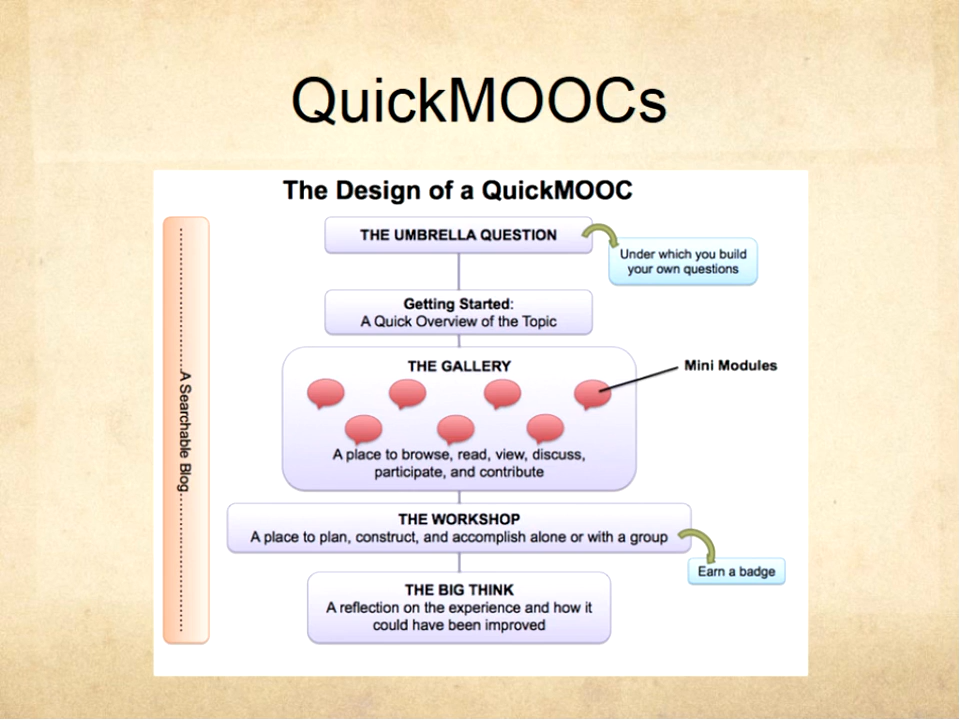 QuickMOOCs
The Design of a QuickMOOC
THE UMBRELLA QUESTION
Under which you build
your own questions
Getting Started:
A Quick Overview of the Topic
THE GALLERY
Mini Modules
A place to browse, read, view, discuss,
participate, and contribute
THE WORKSHOP
A place to plan, construct, and accomplish alone or with a group
Earn a badge
THE BIG THINK
A reflection on the experience and how it
could have been improved
A Searchable Blog